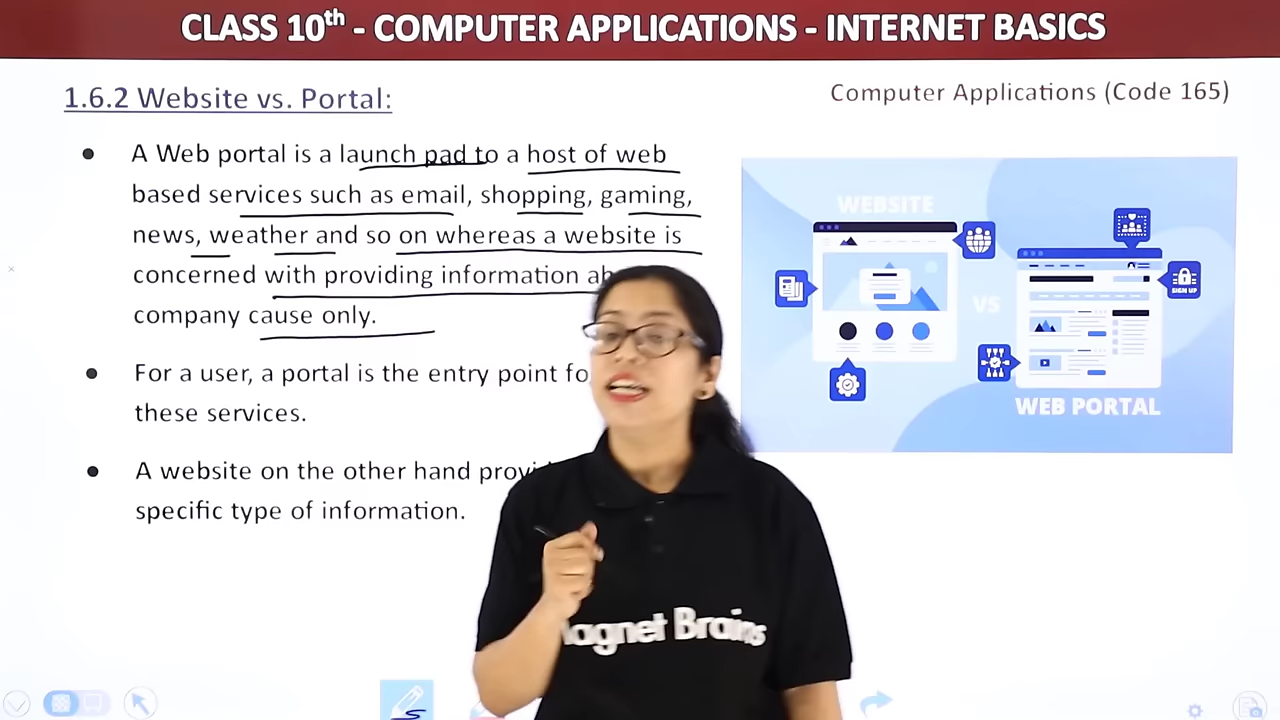 CLASS 10th - COMPUTER APPLICATIONS - INTERNET BASICS
1.6.2 Website vs. Portal:
Computer Applications (Code 165)
● A Web portal is a launch pad to a host of web
based services such as email, shopping, gaming,
news, weather and so on whereas a website is
concerned with providing information
company cause only.
● For a user, a portal is the entry point
these services.
● A website on the other hand
specific type of information.
WEBSITE
VS
SIGN UP
WEB PORTAL
Magnet Brains